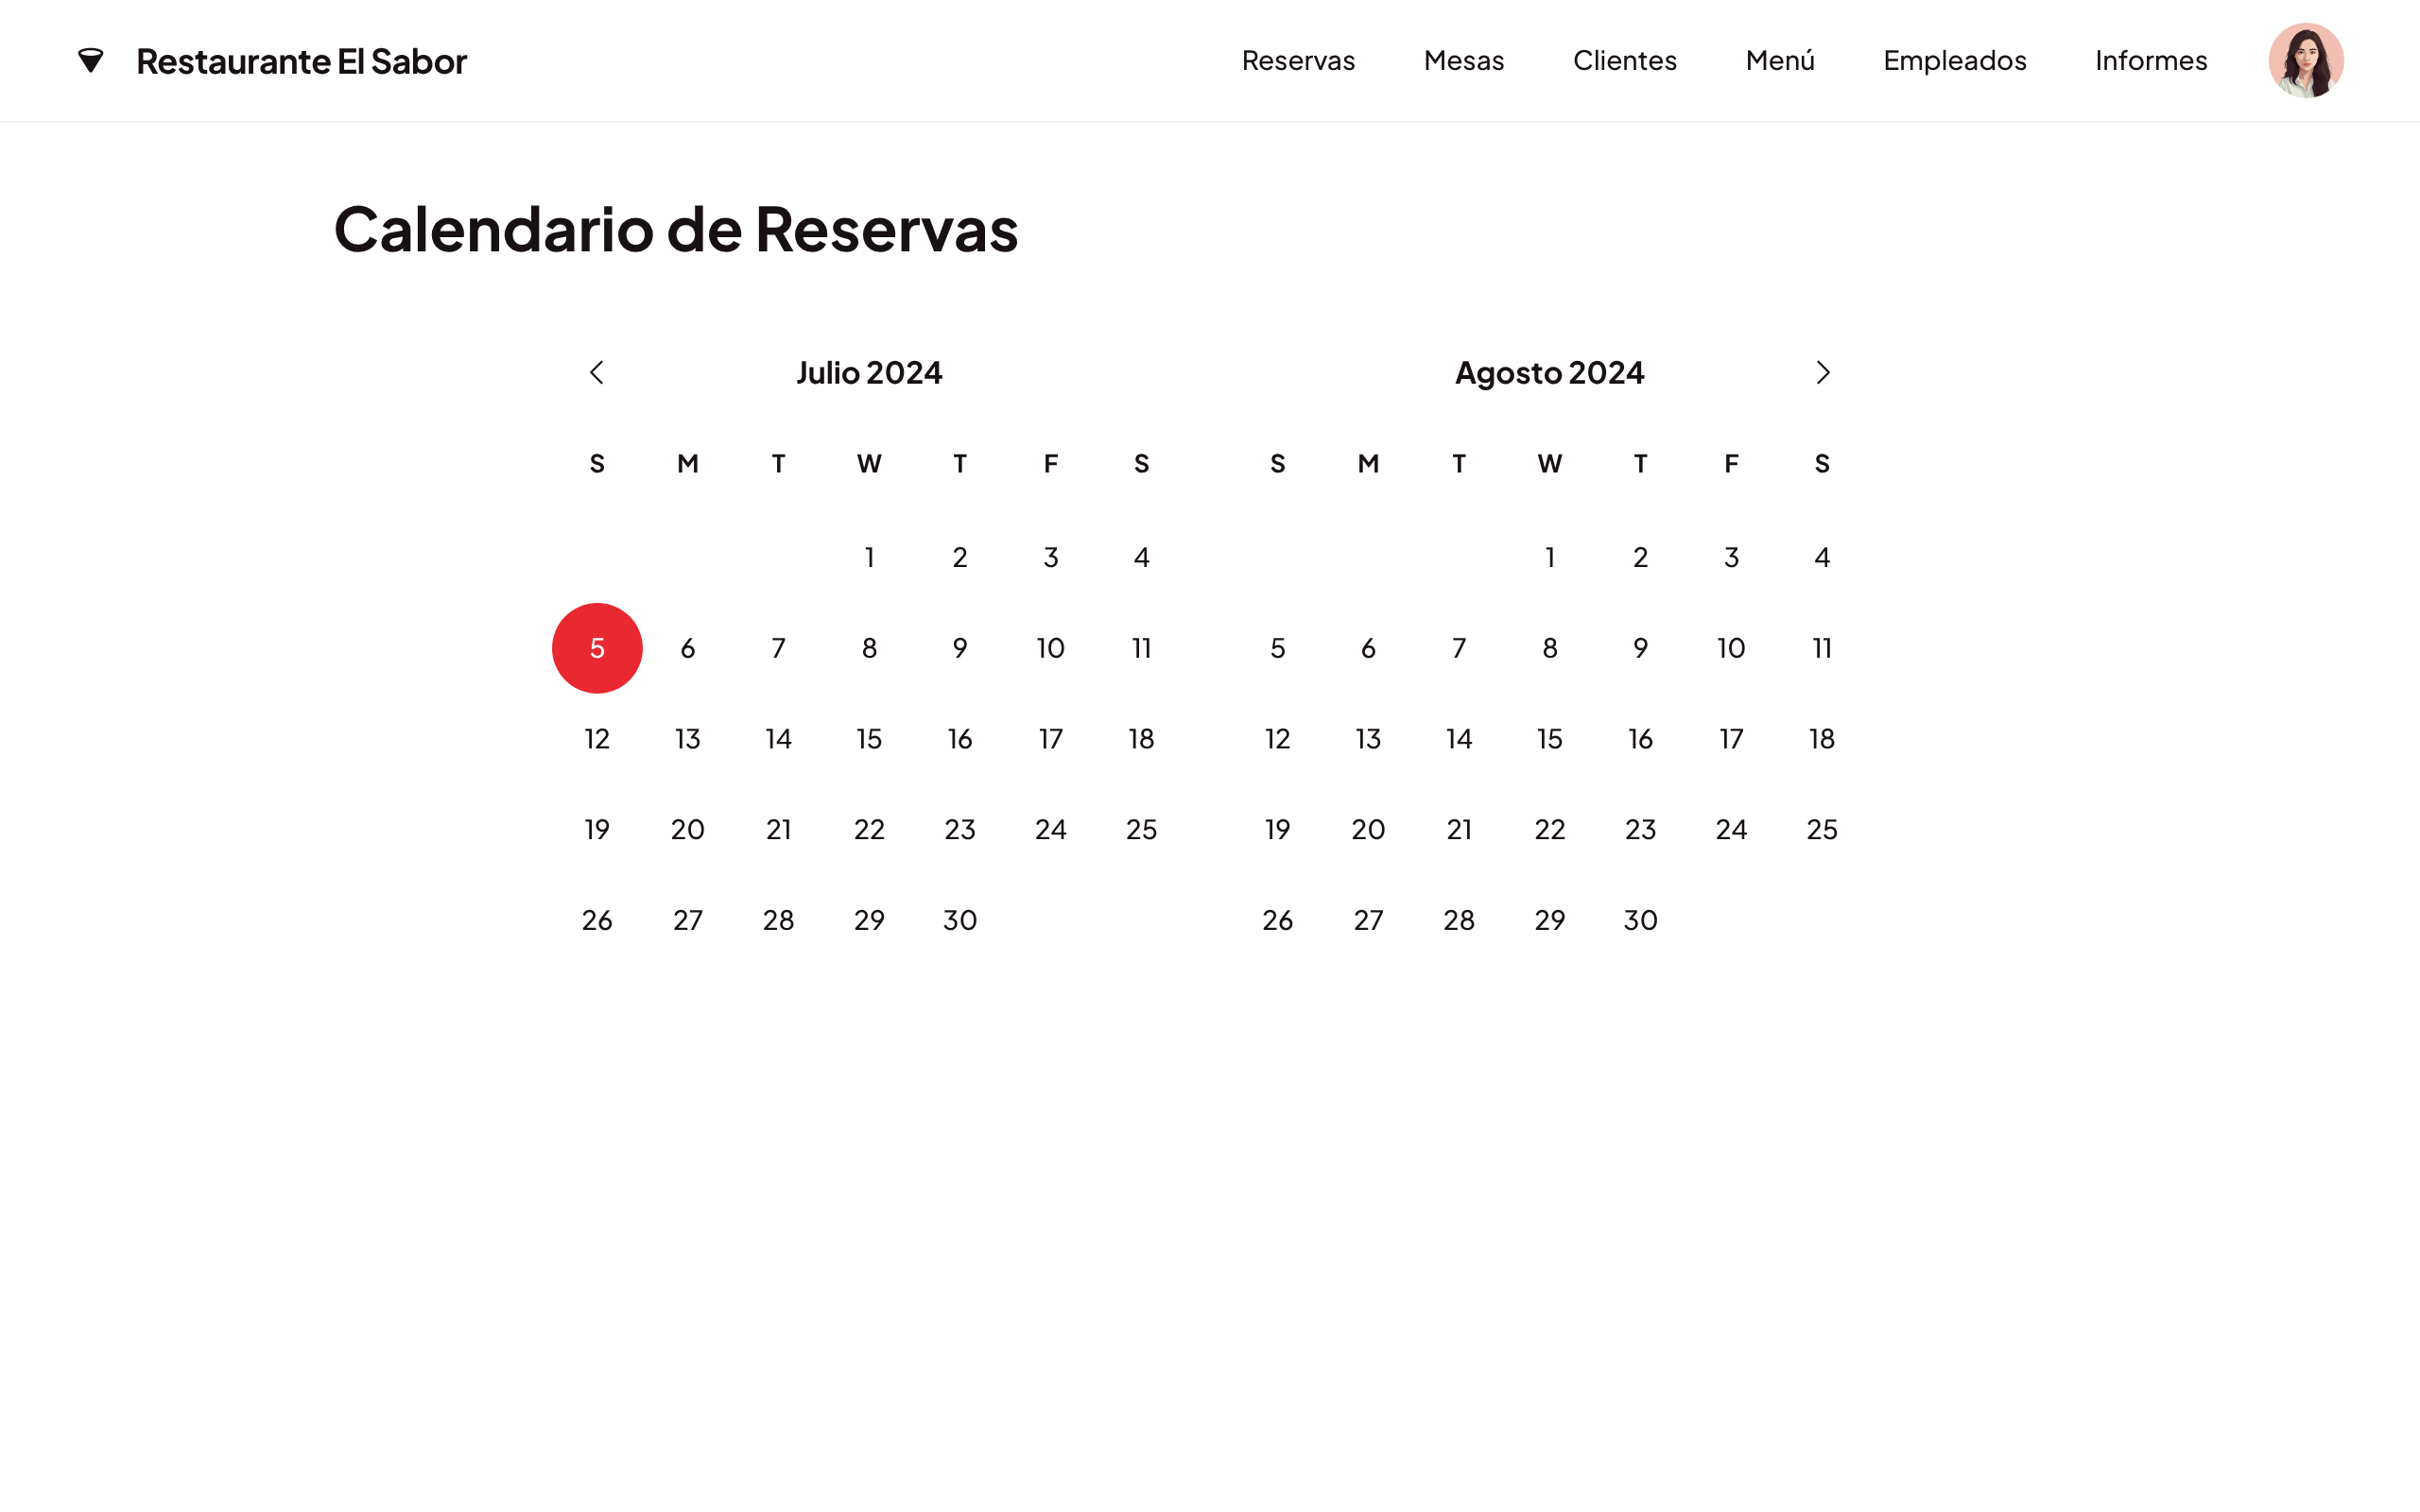 Restaurante El Sabor
Reservas Mesas Clientes Menú Empleados Informes
Calendario de Reservas
Julio 2024
S M T W T F S
1 2 3 4
5 6 7 8 9 10 11
12 13 14 15 16 17 18
19 20 21 22 23 24 25
26 27 28 29 30
Agosto 2024
S M T W T F S
1 2 3 4
5 6 7 8 9 10 11
12 13 14 15 16 17 18
19 20 21 22 23 24 25
26 27 28 29 30